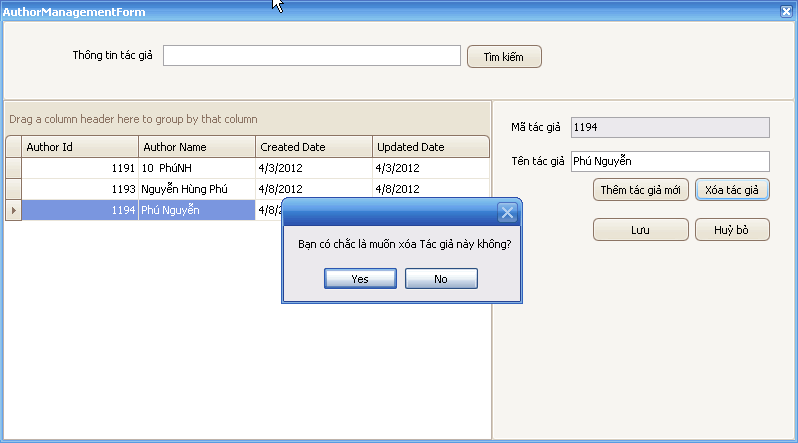 AuthorManagementForm
Thông tin tác giả
Tìm kiếm
Drag a column header here to group by that column
Author Id Author Name Created Date Updated Date
1191 10 PhúNH 4/3/2012 4/3/2012
1193 Nguyễn Hùng Phú 4/8/2012 4/8/2012
1194 Phú Nguyễn 4/8/2
Bạn có chắc là muốn xóa Tác giả này không?
Yes No
Mã tác giả 1194
Tên tác giả Phú Nguyễn
Thêm tác giả mới Xóa tác giả
Lưu Huỷ bỏ